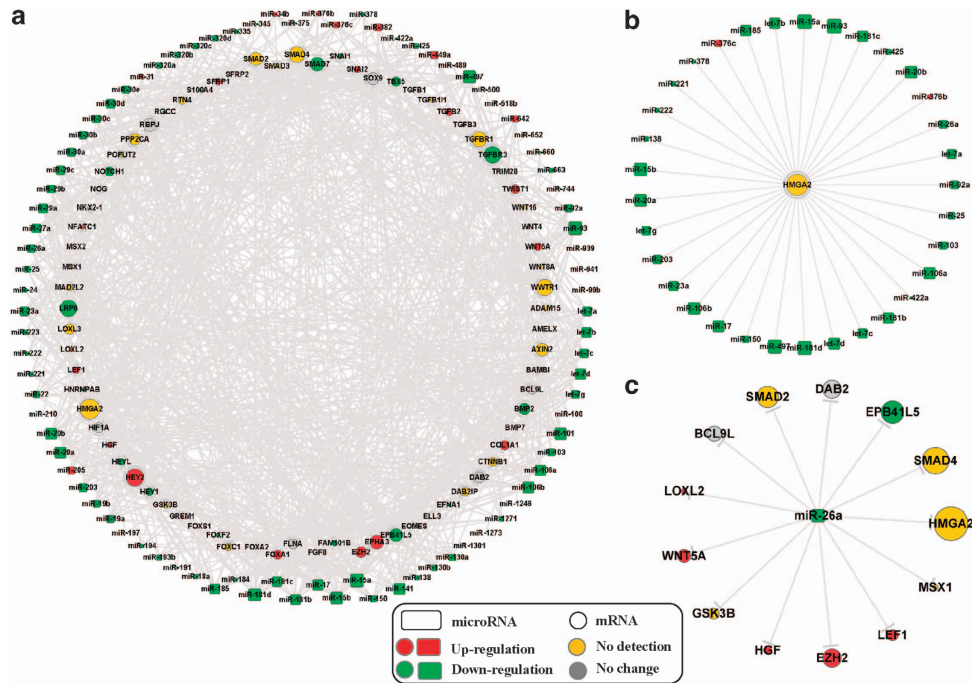 a
miR-34b
miR-376b
miR-378
miR-345
miR-375
miR-376c
miR-382
miR-335
miR-422a
miR-320d
miR-425
miR-320c
miR-449a
miR-320b
miR-489
miR-320a
miR-497
miR-31
miR-500
miR-30e
miR-518b
miR-30d
miR-642
miR-30c
miR-652
miR-30b
miR-660
miR-30a
miR-663
miR-29c
miR-744
miR-29b
miR-92a
miR-29a
miR-93
miR-27a
miR-939
miR-26a
miR-941
miR-25
miR-99b
miR-24
let-7a
miR-23a
let-7b
miR-223
let-7c
miR-222
let-7d
miR-221
let-7g
miR-22
miR-100
miR-210
miR-101
miR-20b
miR-103
miR-20a
miR-106a
miR-205
miR-106b
miR-203
miR-1246
miR-19b
miR-1271
miR-19a
miR-1273
miR-197
miR-1301
miR-194
miR-130a
miR-193b
miR-130b
miR-191
miR-138
miR-18a
miR-141
miR-185
miR-150
miR-184
miR-15a
miR-181d
miR-15b
miR-181c
miR-17
miR-181b
SMAD4
SMAD2
SMAD3
SMAD7
SNAI1
SFRP2
SNAI2
SFRP1
SOX9
S100A4
TBX5
RTN4
TGFB1
RGCC
TGFB1I1
RBPJ
TGFB2
PPP2CA
TGFB3
POFUT2
TGFBR1
NOTCH1
TGFBR3
NOG
TRIM28
NKX2-1
TWIST1
NFATC1
WNT16
MSX2
WNT4
MSX1
WNT5A
MAD2L2
WNT8A
LRP6
WWTR1
LOXL3
ADAM15
LOXL2
AMELX
LEF1
AXIN2
HNRNPAB
BAMBI
HMGA2
BCL9L
HIF1A
BMP2
HGF
BMP7
HEYL
COL1A1
HEY2
CTNNB1
HEY1
DAB2
GSK3B
DAB2IP
GREM1
EFNA1
FOXS1
ELL3
FOXF2
EOMES
FOXC1
EPB41L5
FOXA2
EPHA3
FOXA1
EZH2
FLNA
FAM101B
FGF8
microRNA
mRNA
Up-regulation
No detection
Down-regulation
No change
b
let-7b
miR-15a
miR-93
miR-185
miR-181c
miR-376c
miR-425
miR-378
miR-20b
miR-221
miR-376b
miR-222
miR-26a
miR-138
let-7a
HMGA2
miR-15b
miR-92a
miR-20a
miR-25
let-7g
miR-103
miR-203
miR-106a
miR-23a
miR-422a
miR-106b
miR-181b
miR-17
let-7c
miR-150
let-7d
miR-497
miR-181d
c
SMAD2
DAB2
EPB41L5
BCL9L
SMAD4
LOXL2
miR-26a
HMGA2
WNT5A
MSX1
GSK3B
LEF1
HGF
EZH2